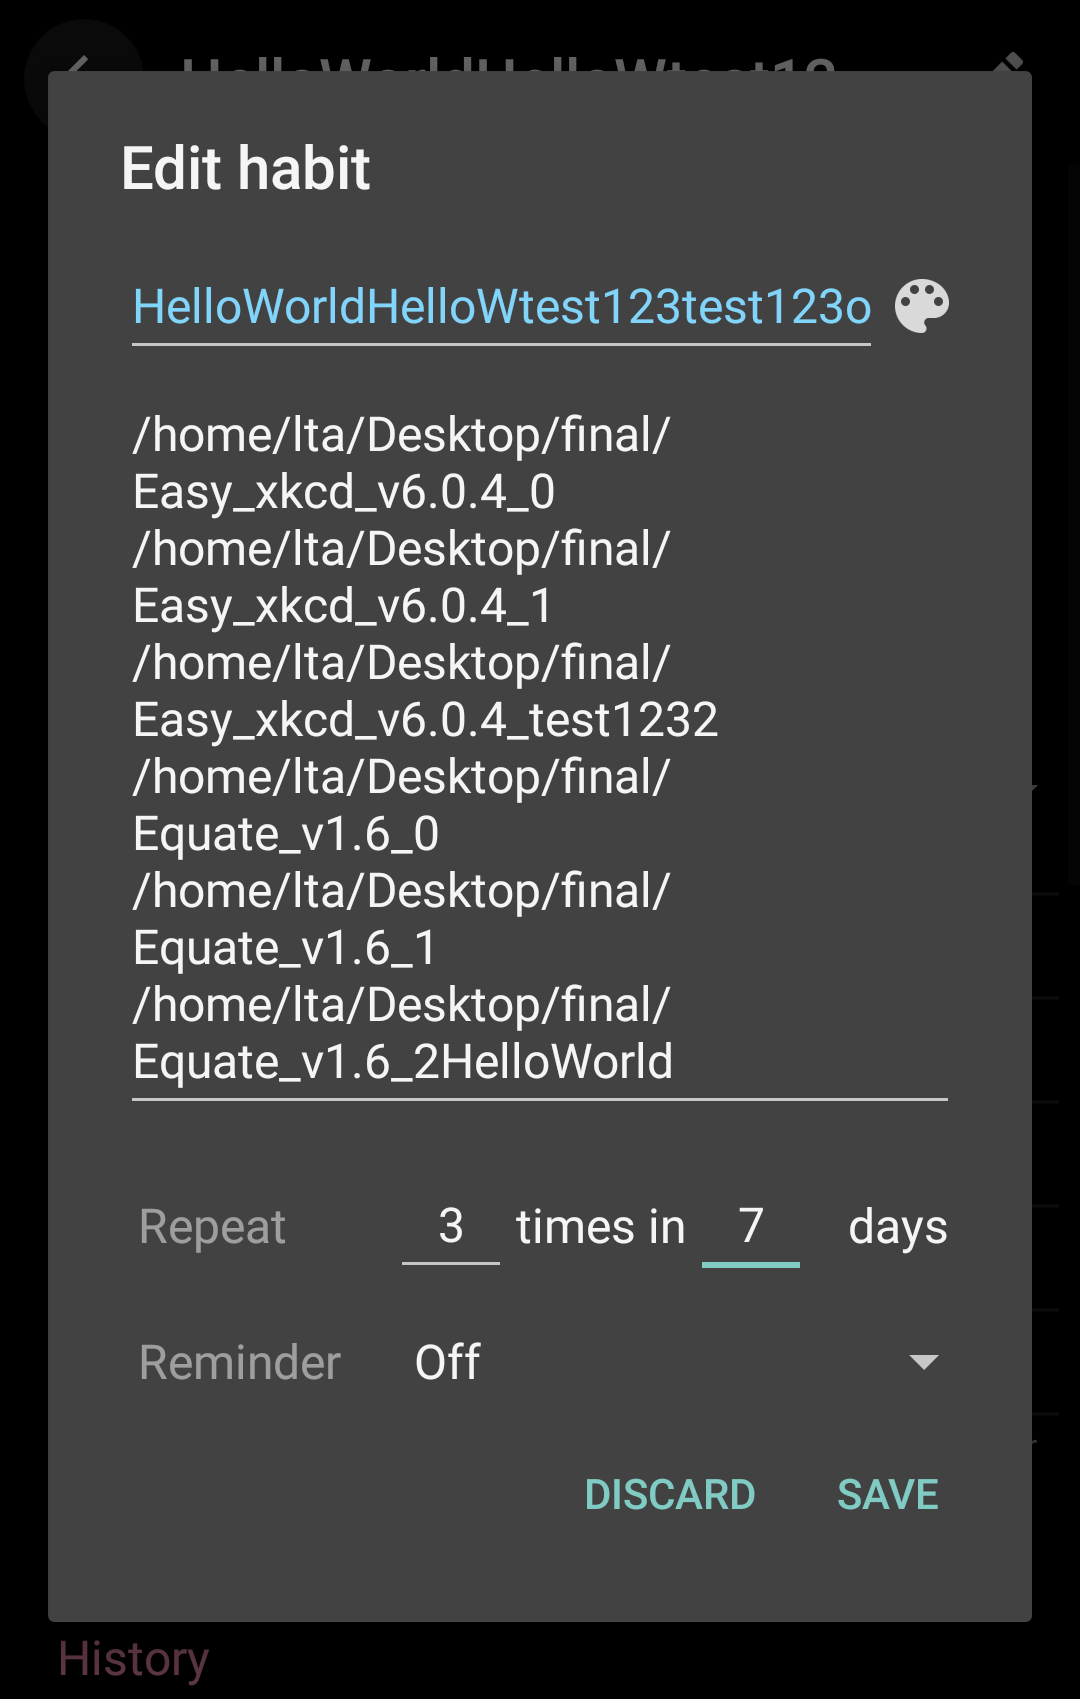 HelloWorldHelloWtest12
Edit habit
HelloWorldHelloWtest123test123o
/home/lta/Desktop/final/
Easy_xkcd_v6.0.4_0
/home/lta/Desktop/final/
Easy_xkcd_v6.0.4_1
/home/lta/Desktop/final/
Easy_xkcd_v6.0.4_test1232
/home/lta/Desktop/final/
Equate_v1.6_0
/home/lta/Desktop/final/
Equate_v1.6_1
/home/lta/Desktop/final/
Equate_v1.6_2HelloWorld
Repeat 3 times in 7 days
Reminder Off
DISCARD SAVE
History